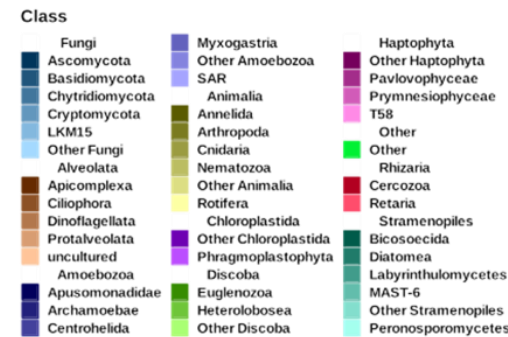 Class
Fungi
Ascomycota
Basidiomycota
Chytridiomycota
Cryptomycota
LKM15
Other Fungi
Alveolata
Apicomplexa
Ciliophora
Dinoflagellata
Protalveolata
uncultured
Amoebozoa
Apusomonadidae
Archamoebae
Centrohelida
Myxogastria
Other Amoebozoa
SAR
Animalia
Annelida
Arthropoda
Cnidaria
Nematozoa
Other Animalia
Rotifera
Chloroplastida
Other Chloroplastida
Phragmoplastophyta
Discoba
Euglenozoa
Heterolobosea
Other Discoba
Haptophyta
Other Haptophyta
Pavlovophyceae
Prymnesiophyceae
T58
Other
Other
Rhizaria
Cercozoa
Retaria
Stramenopiles
Bicosoecida
Diatomea
Labyrinthulomycetes
MAST-6
Other Stramenopiles
Peronosporomycetes